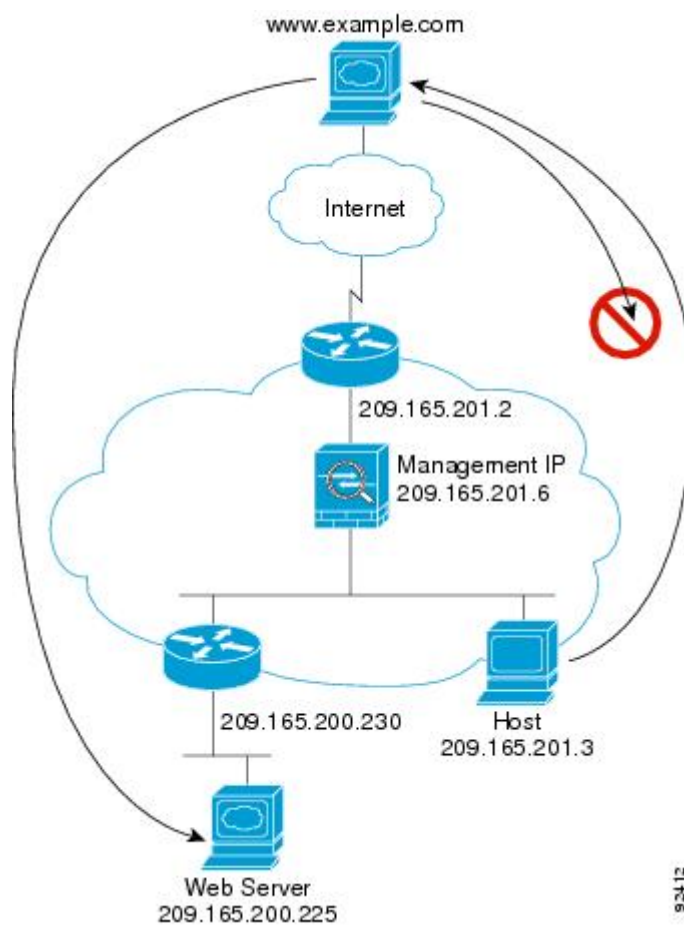 www.example.com
Internet
209.165.201.2
Management IP
209.165.201.6
209.165.200.230
Host
209.165.201.3
Web Server
209.165.200.225
92412